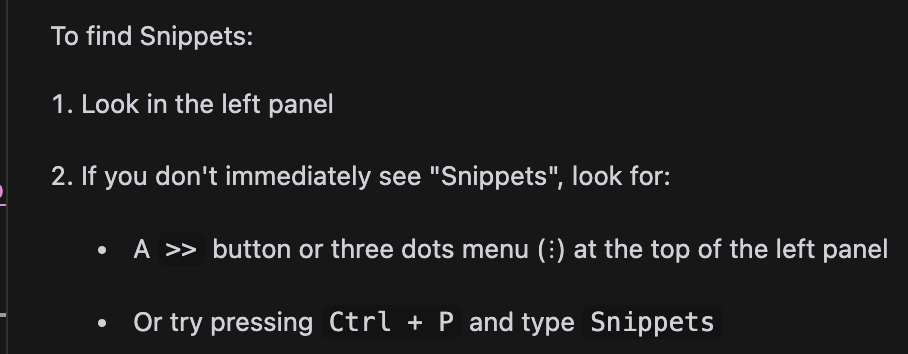 To find Snippets:
1. Look in the left panel
2. If you don't immediately see "Snippets", look for:
• A >> button or three dots menu (⋮) at the top of the left panel
• Or try pressing Ctrl + P and type Snippets